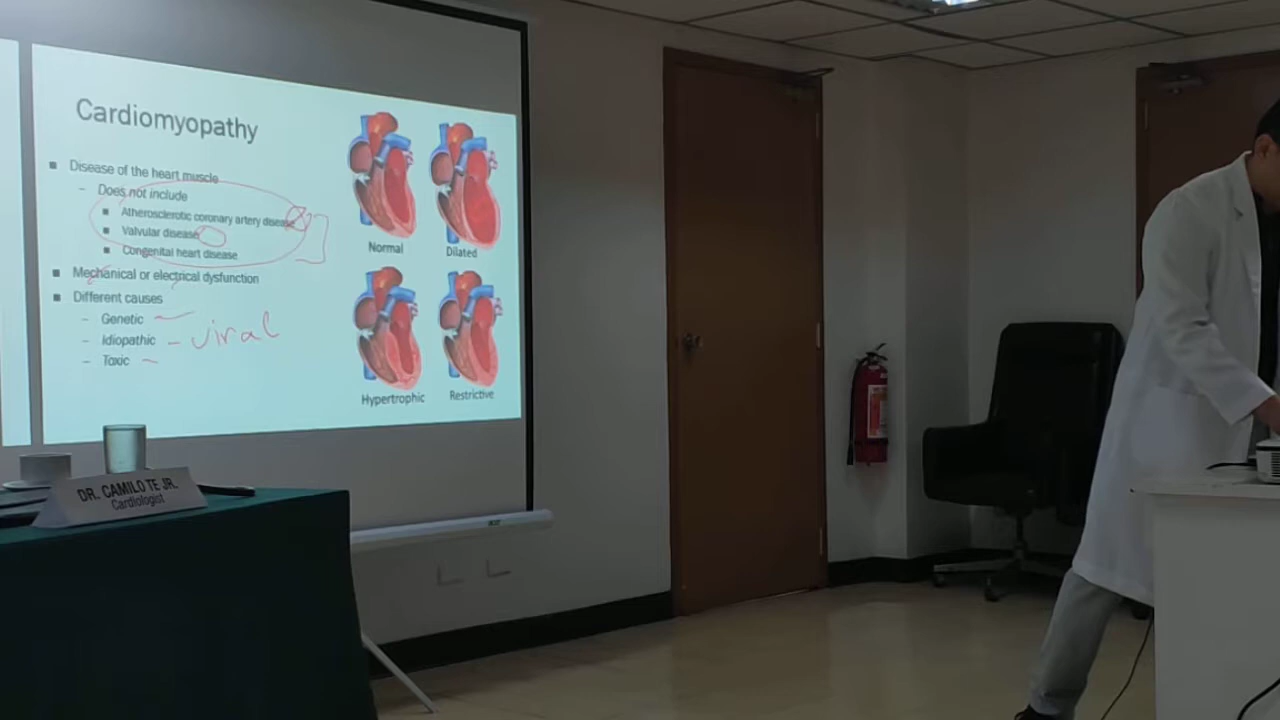 Cardiomyopathy
Disease of the heart muscle
– Does not include
Atherosclerotic coronary artery disease
Valvular disease
Congenital heart disease
Mechanical or electrical dysfunction
Different causes
– Genetic
– Idiopathic – viral
– Toxic
Normal
Dilated
Hypertrophic
Restrictive
DR. CAMILO TE JR.
Cardiologist
acer